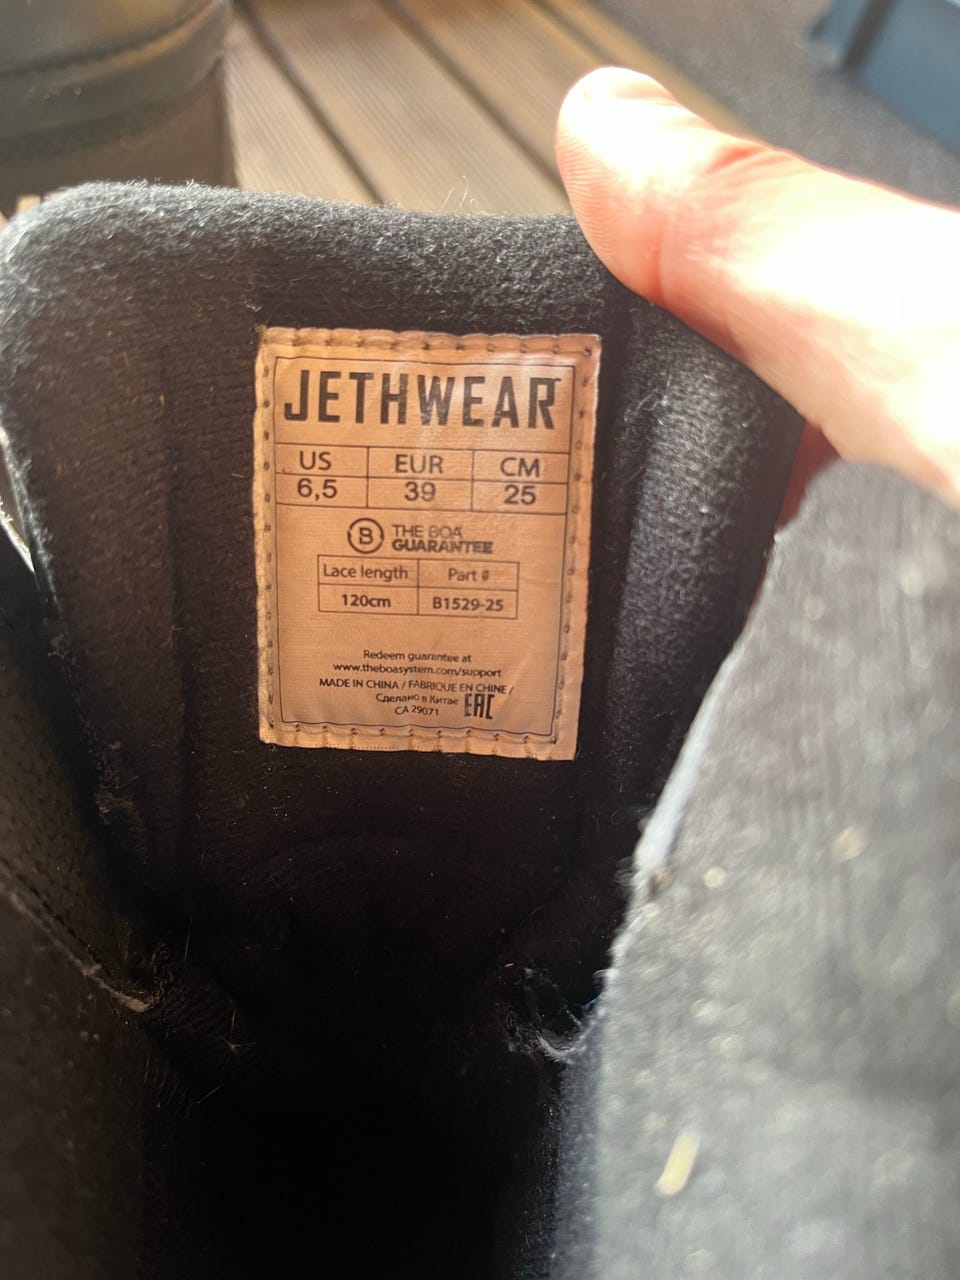 JETHWEAR™
US EUR CM
6,5 39 25
B THE BOA
GUARANTEE
Lace length Part #
120cm B1529-25
Redeem guarantee at
www.theboasystem.com/support
MADE IN CHINA / FABRIQUE EN CHINE /
Сделано в Китае EAC
CA 29071